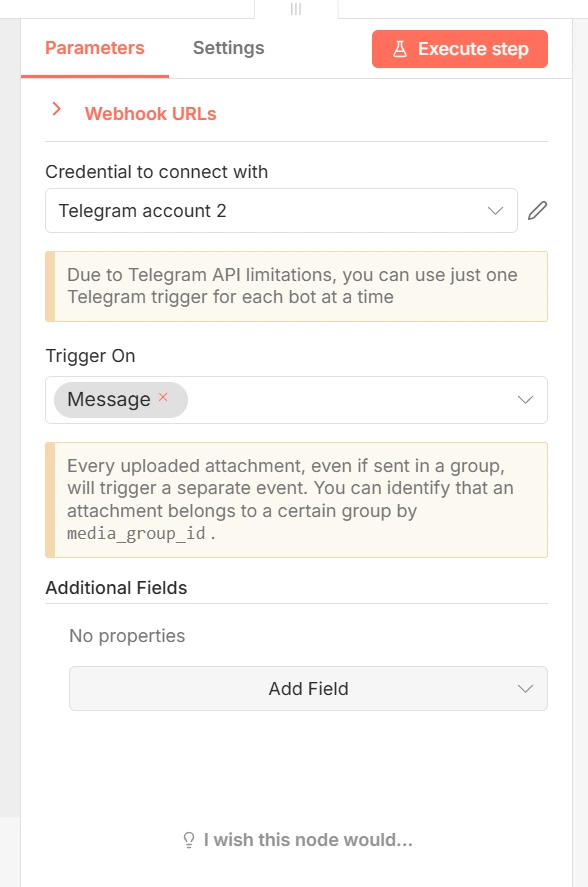 Parameters Settings Execute step
Webhook URLs
Credential to connect with
Telegram account 2
Due to Telegram API limitations, you can use just one
Telegram trigger for each bot at a time
Trigger On
Message ×
Every uploaded attachment, even if sent in a group,
will trigger a separate event. You can identify that an
attachment belongs to a certain group by
media_group_id.
Additional Fields
No properties
Add Field
I wish this node would...